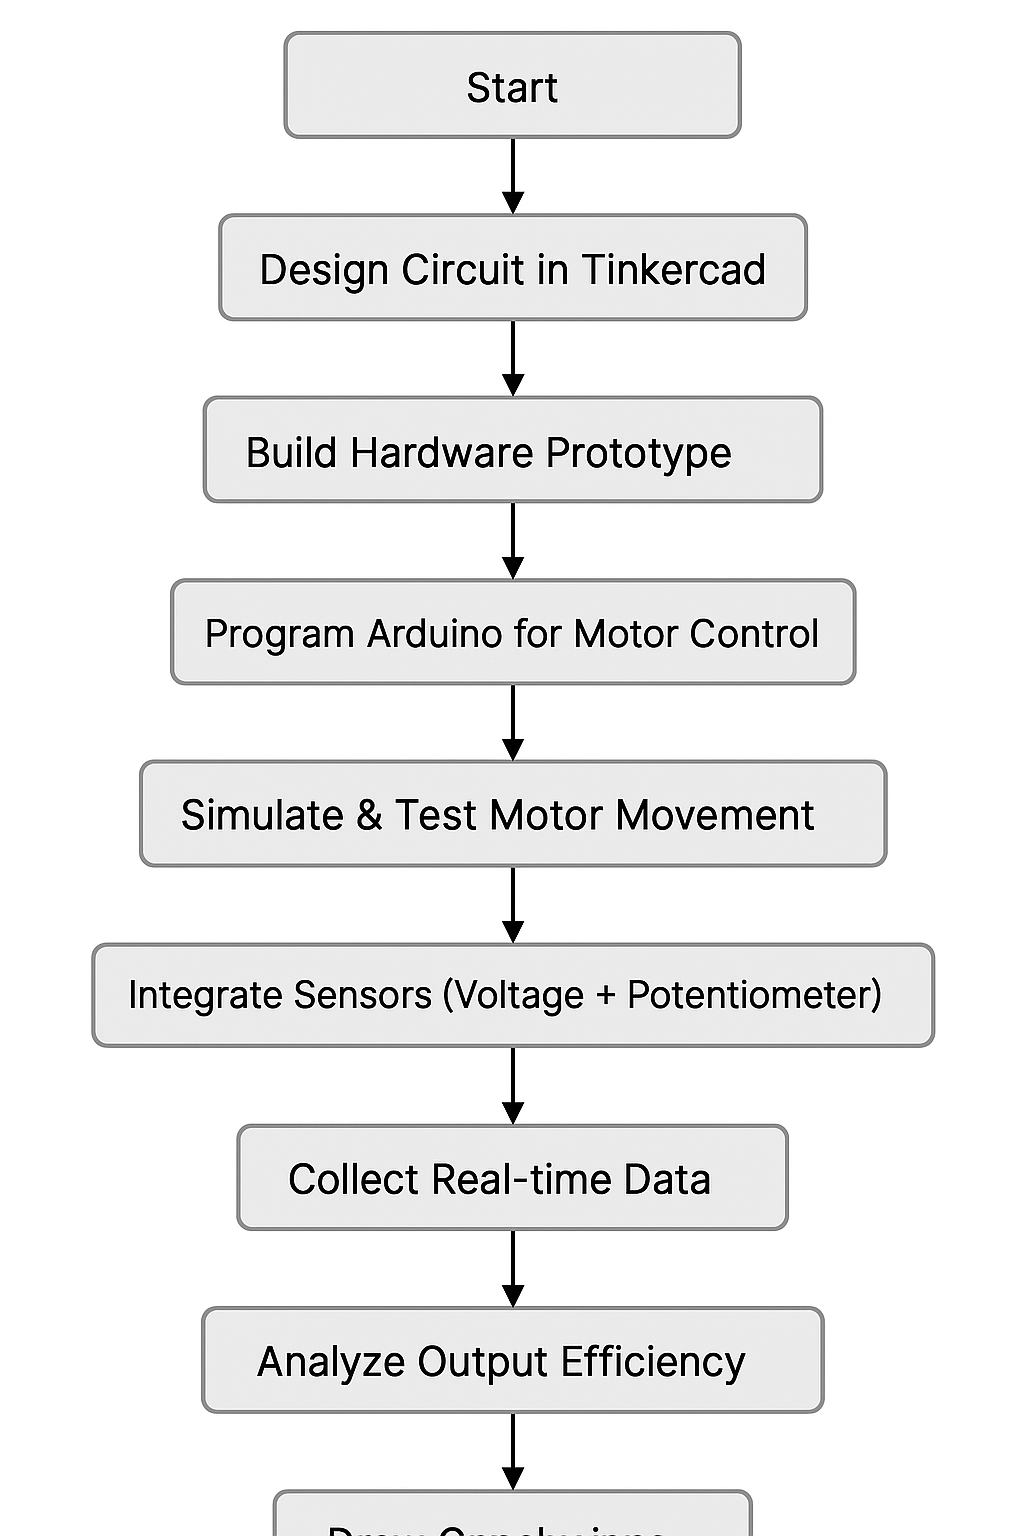 Start
Design Circuit in Tinkercad
Build Hardware Prototype
Program Arduino for Motor Control
Simulate & Test Motor Movement
Integrate Sensors (Voltage + Potentiometer)
Collect Real-time Data
Analyze Output Efficiency
Draw